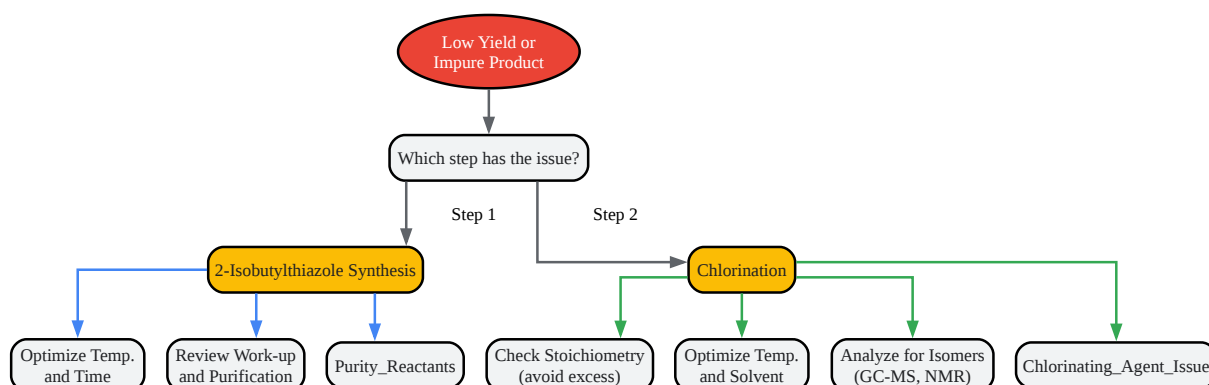 Low Yield or
Impure Product
Which step has the issue?
Step 1
Step 2
2-Isobutylthiazole Synthesis
Chlorination
Optimize Temp.
and Time
Review Work-up
and Purification
Purity_Reactants
Check Stoichiometry
(avoid excess)
Optimize Temp.
and Solvent
Analyze for Isomers
(GC-MS, NMR)
Chlorinating_Agent_Issue